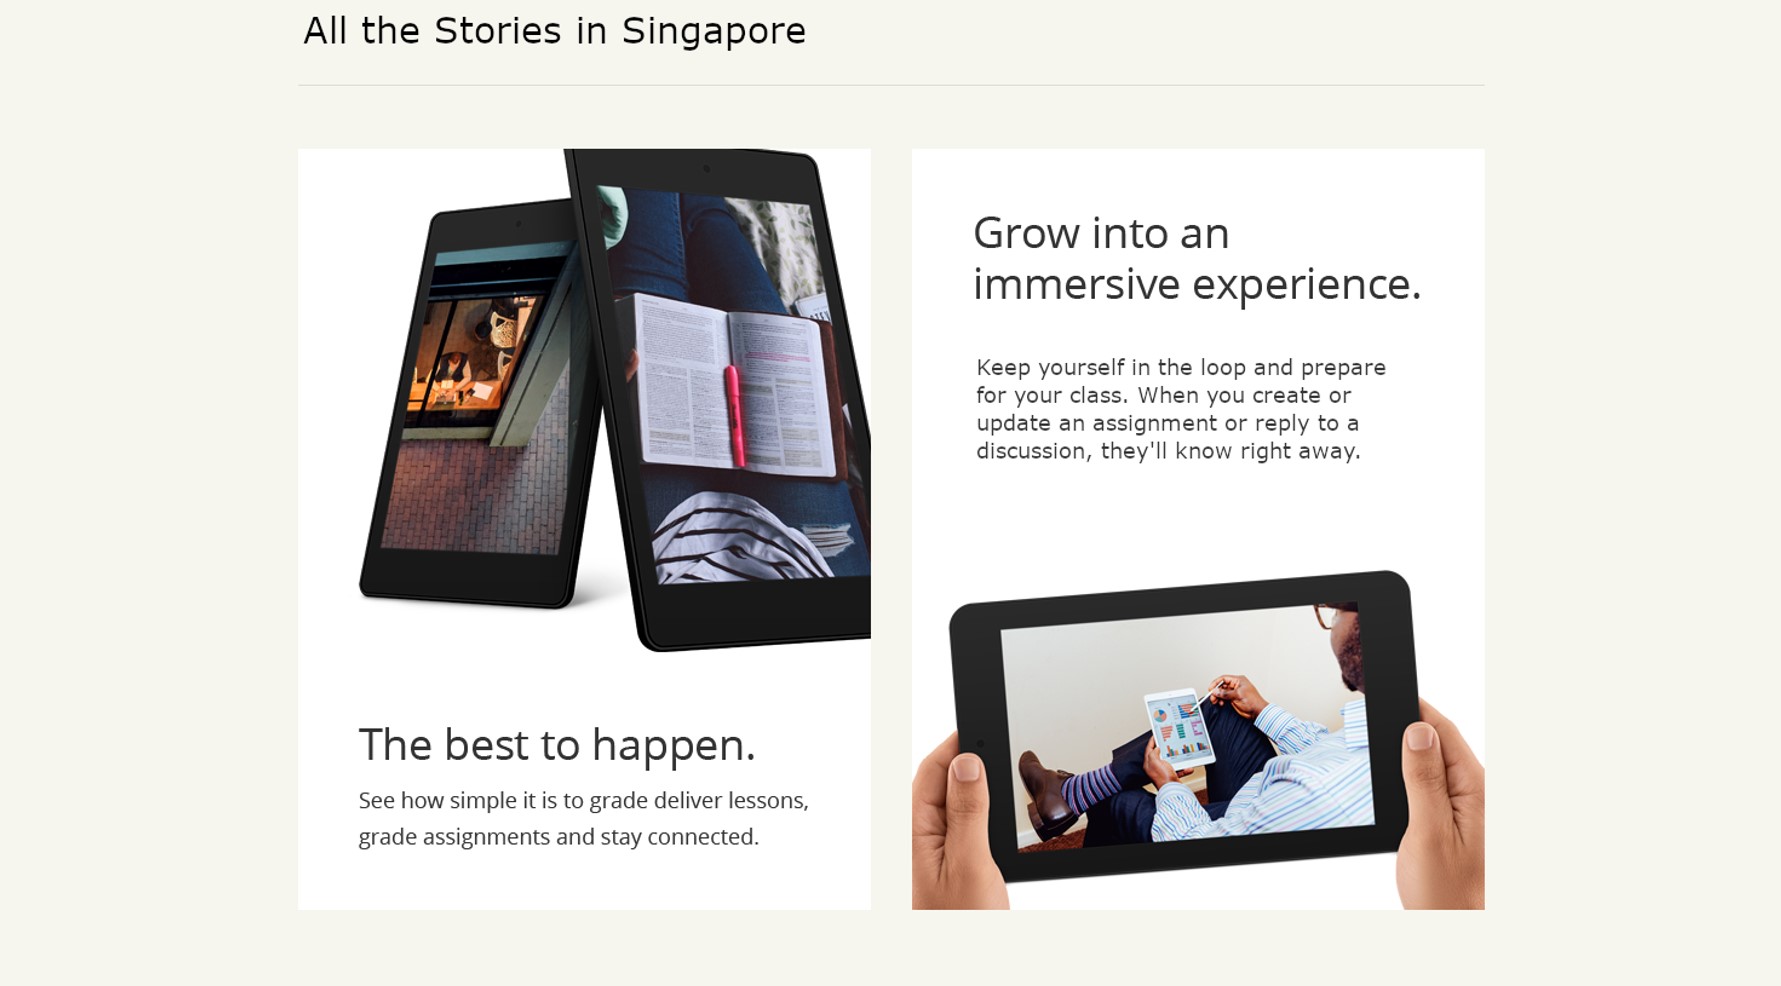 All the Stories in Singapore
The best to happen.
See how simple it is to grade deliver lessons,
grade assignments and stay connected.
Grow into an
immersive experience.
Keep yourself in the loop and prepare
for your class. When you create or
update an assignment or reply to a
discussion, they'll know right away.